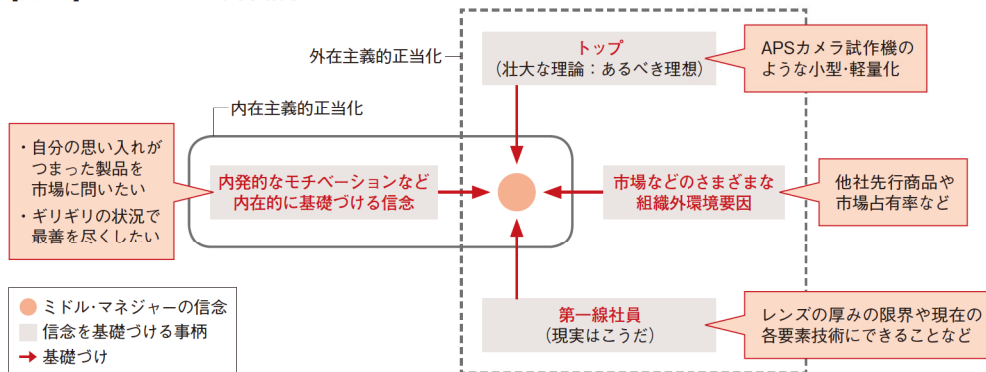 外在主義的正当化
トップ
(壮大な理論：あるべき理想)
APSカメラ試作機の
ような小型・軽量化
内在主義的正当化
・自分の思い入れが
つまった製品を
市場に問いたい
・ギリギリの状況で
最善を尽くしたい
内発的なモチベーションなど
内在的に基礎づける信念
市場などのさまざまな
組織外環境要因
他社先行商品や
市場占有率など
ミドル・マネジャーの信念
信念を基礎づける事柄
基礎づけ
第一線社員
(現実はこうだ)
レンズの厚みの限界や現在の
各要素技術にできることなど